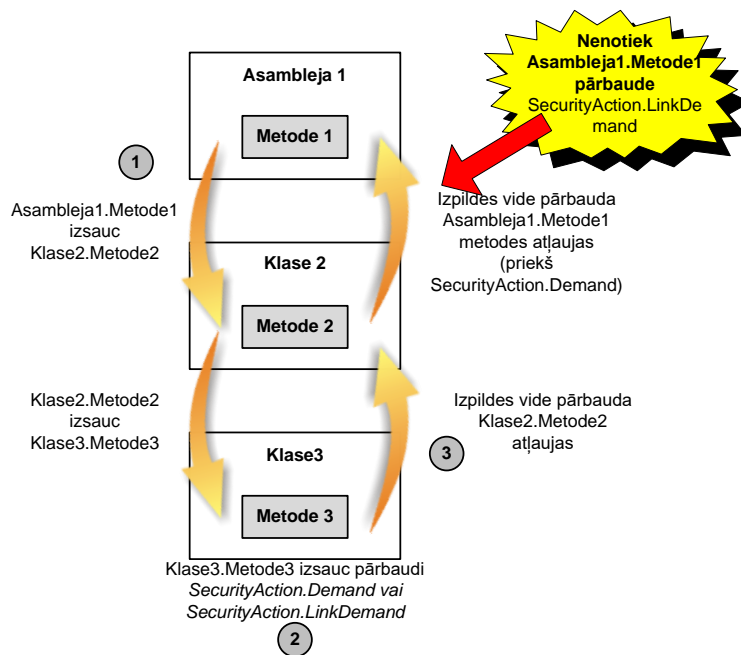 Asambleja 1
Metode 1
Nenotiek
Asambleja1.Metode1
pārbaude
SecurityAction.LinkDe
mand
1
Asambleja1.Metode1
izsauc
Klase2.Metode2
Izpildes vide pārbauda
Asambleja1.Metode1
metodes atļaujas
(priekš
SecurityAction.Demand)
Klase 2
Metode 2
Klase2.Metode2
izsauc
Klase3.Metode3
Izpildes vide pārbauda
Klase2.Metode2
atļaujas
3
Klase3
Metode 3
Klase3.Metode3 izsauc pārbaudi
SecurityAction.Demand vai
SecurityAction.LinkDemand
2